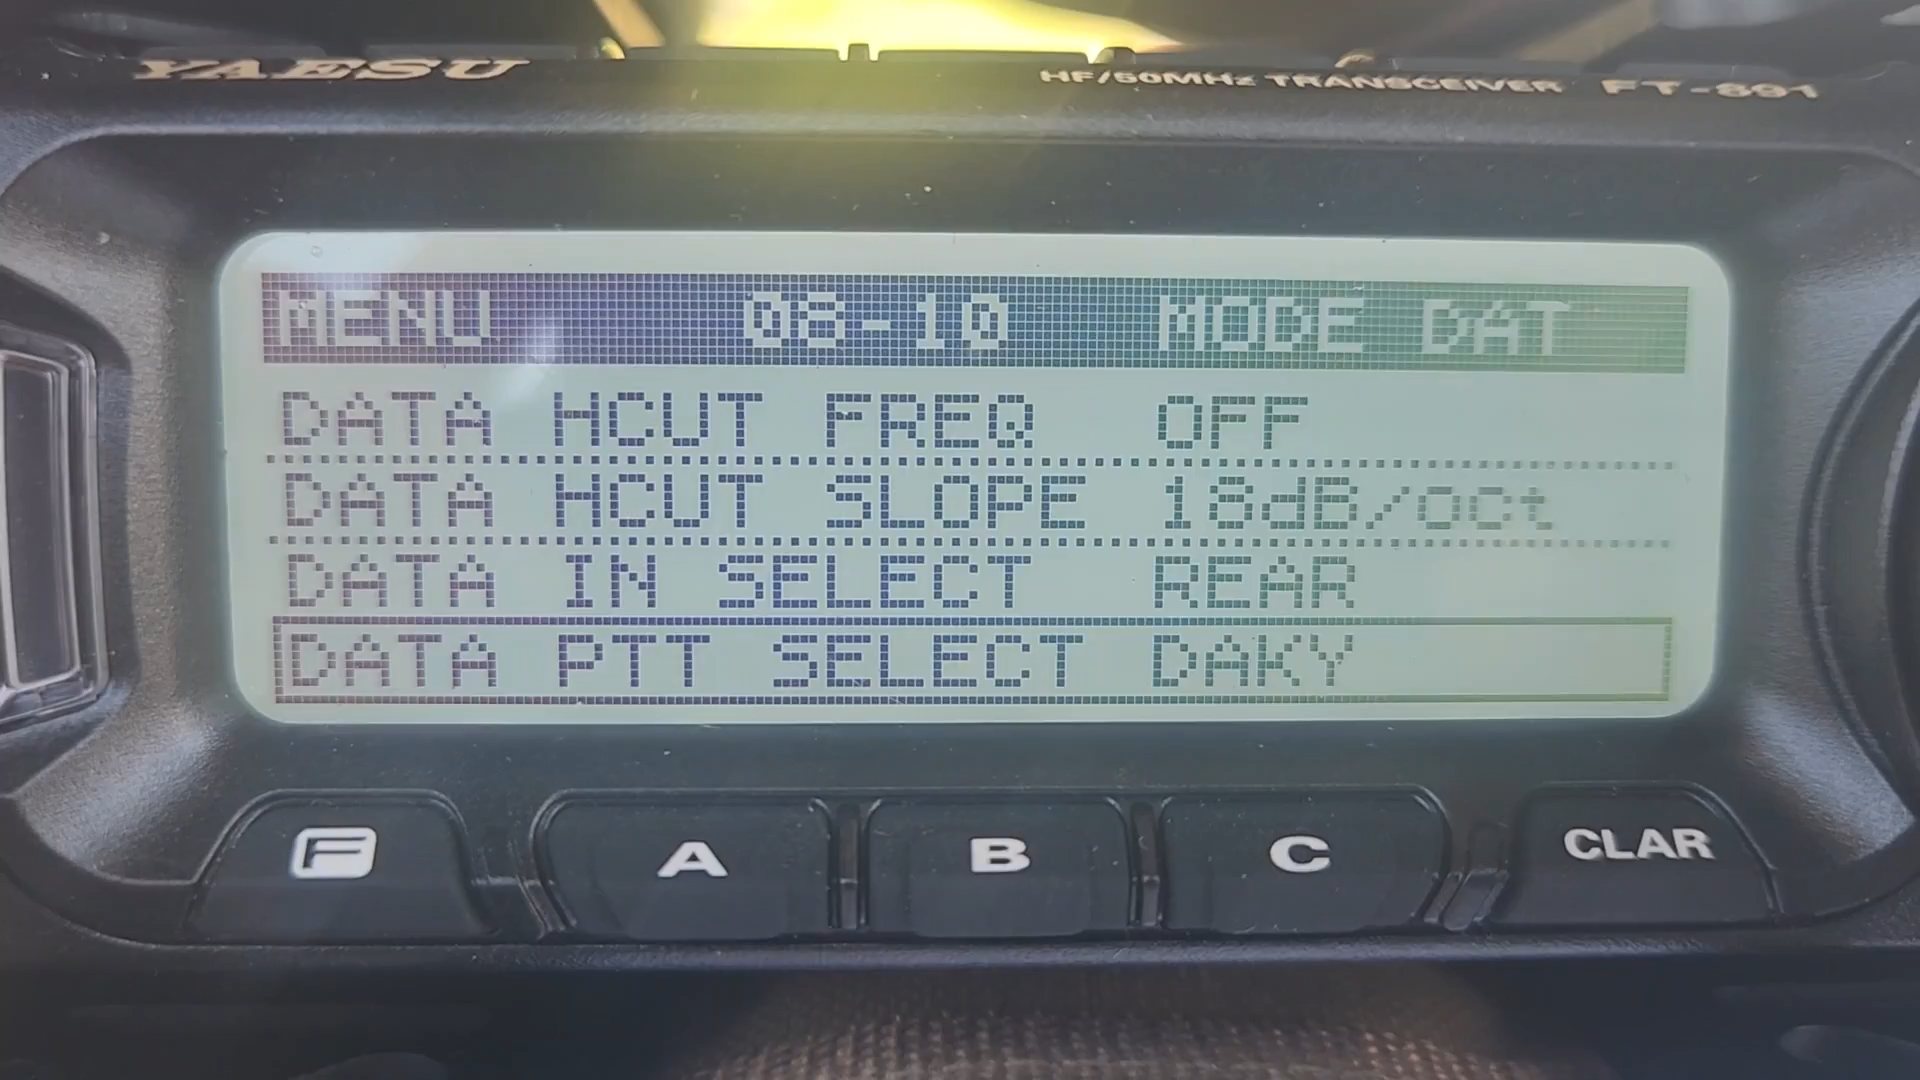 YAESU HF/50MHz TRANSCEIVER FT-891
MENU 08-10 MODE DAT
DATA HCUT FREQ OFF
DATA HCUT SLOPE 18dB/oct
DATA IN SELECT REAR
DATA PTT SELECT DAKY
F A B C CLAR